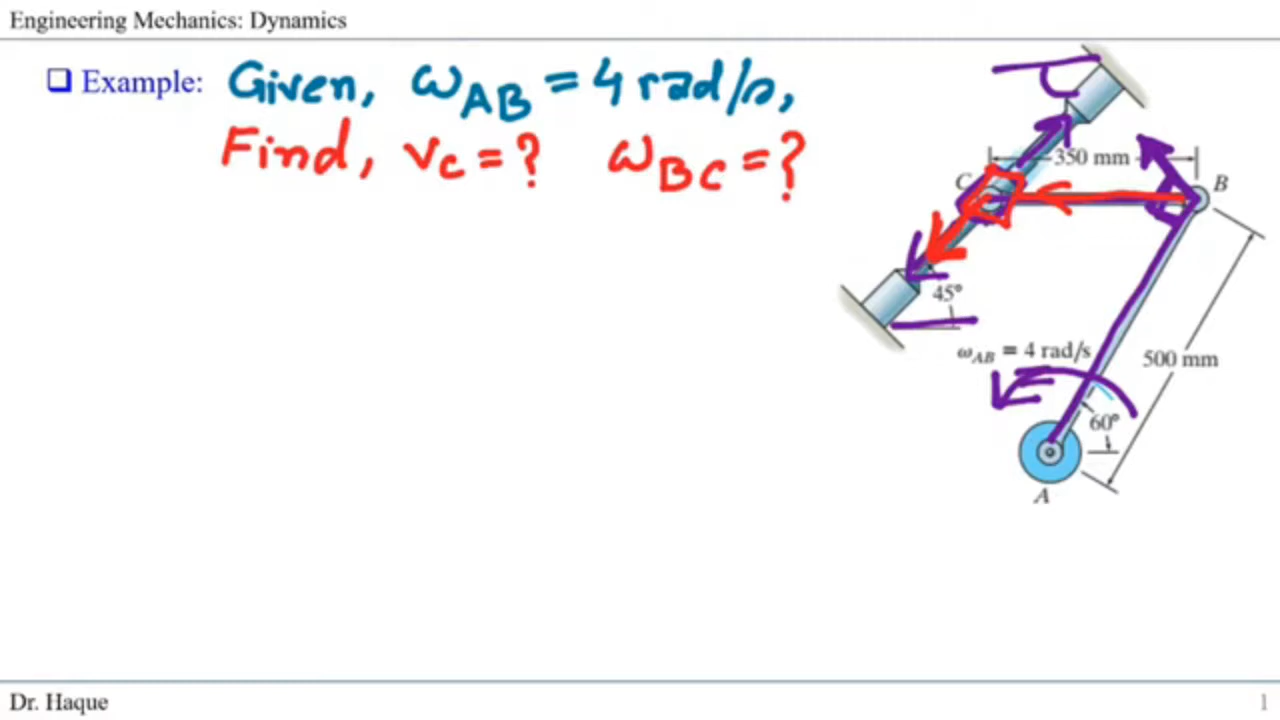 Engineering Mechanics: Dynamics
Example: Given, ωAB = 4 rad/s,
Find, vC = ? ωBC = ?
350 mm
C
B
45°
ωAB = 4 rad/s
500 mm
60°
A
Dr. Haque
1